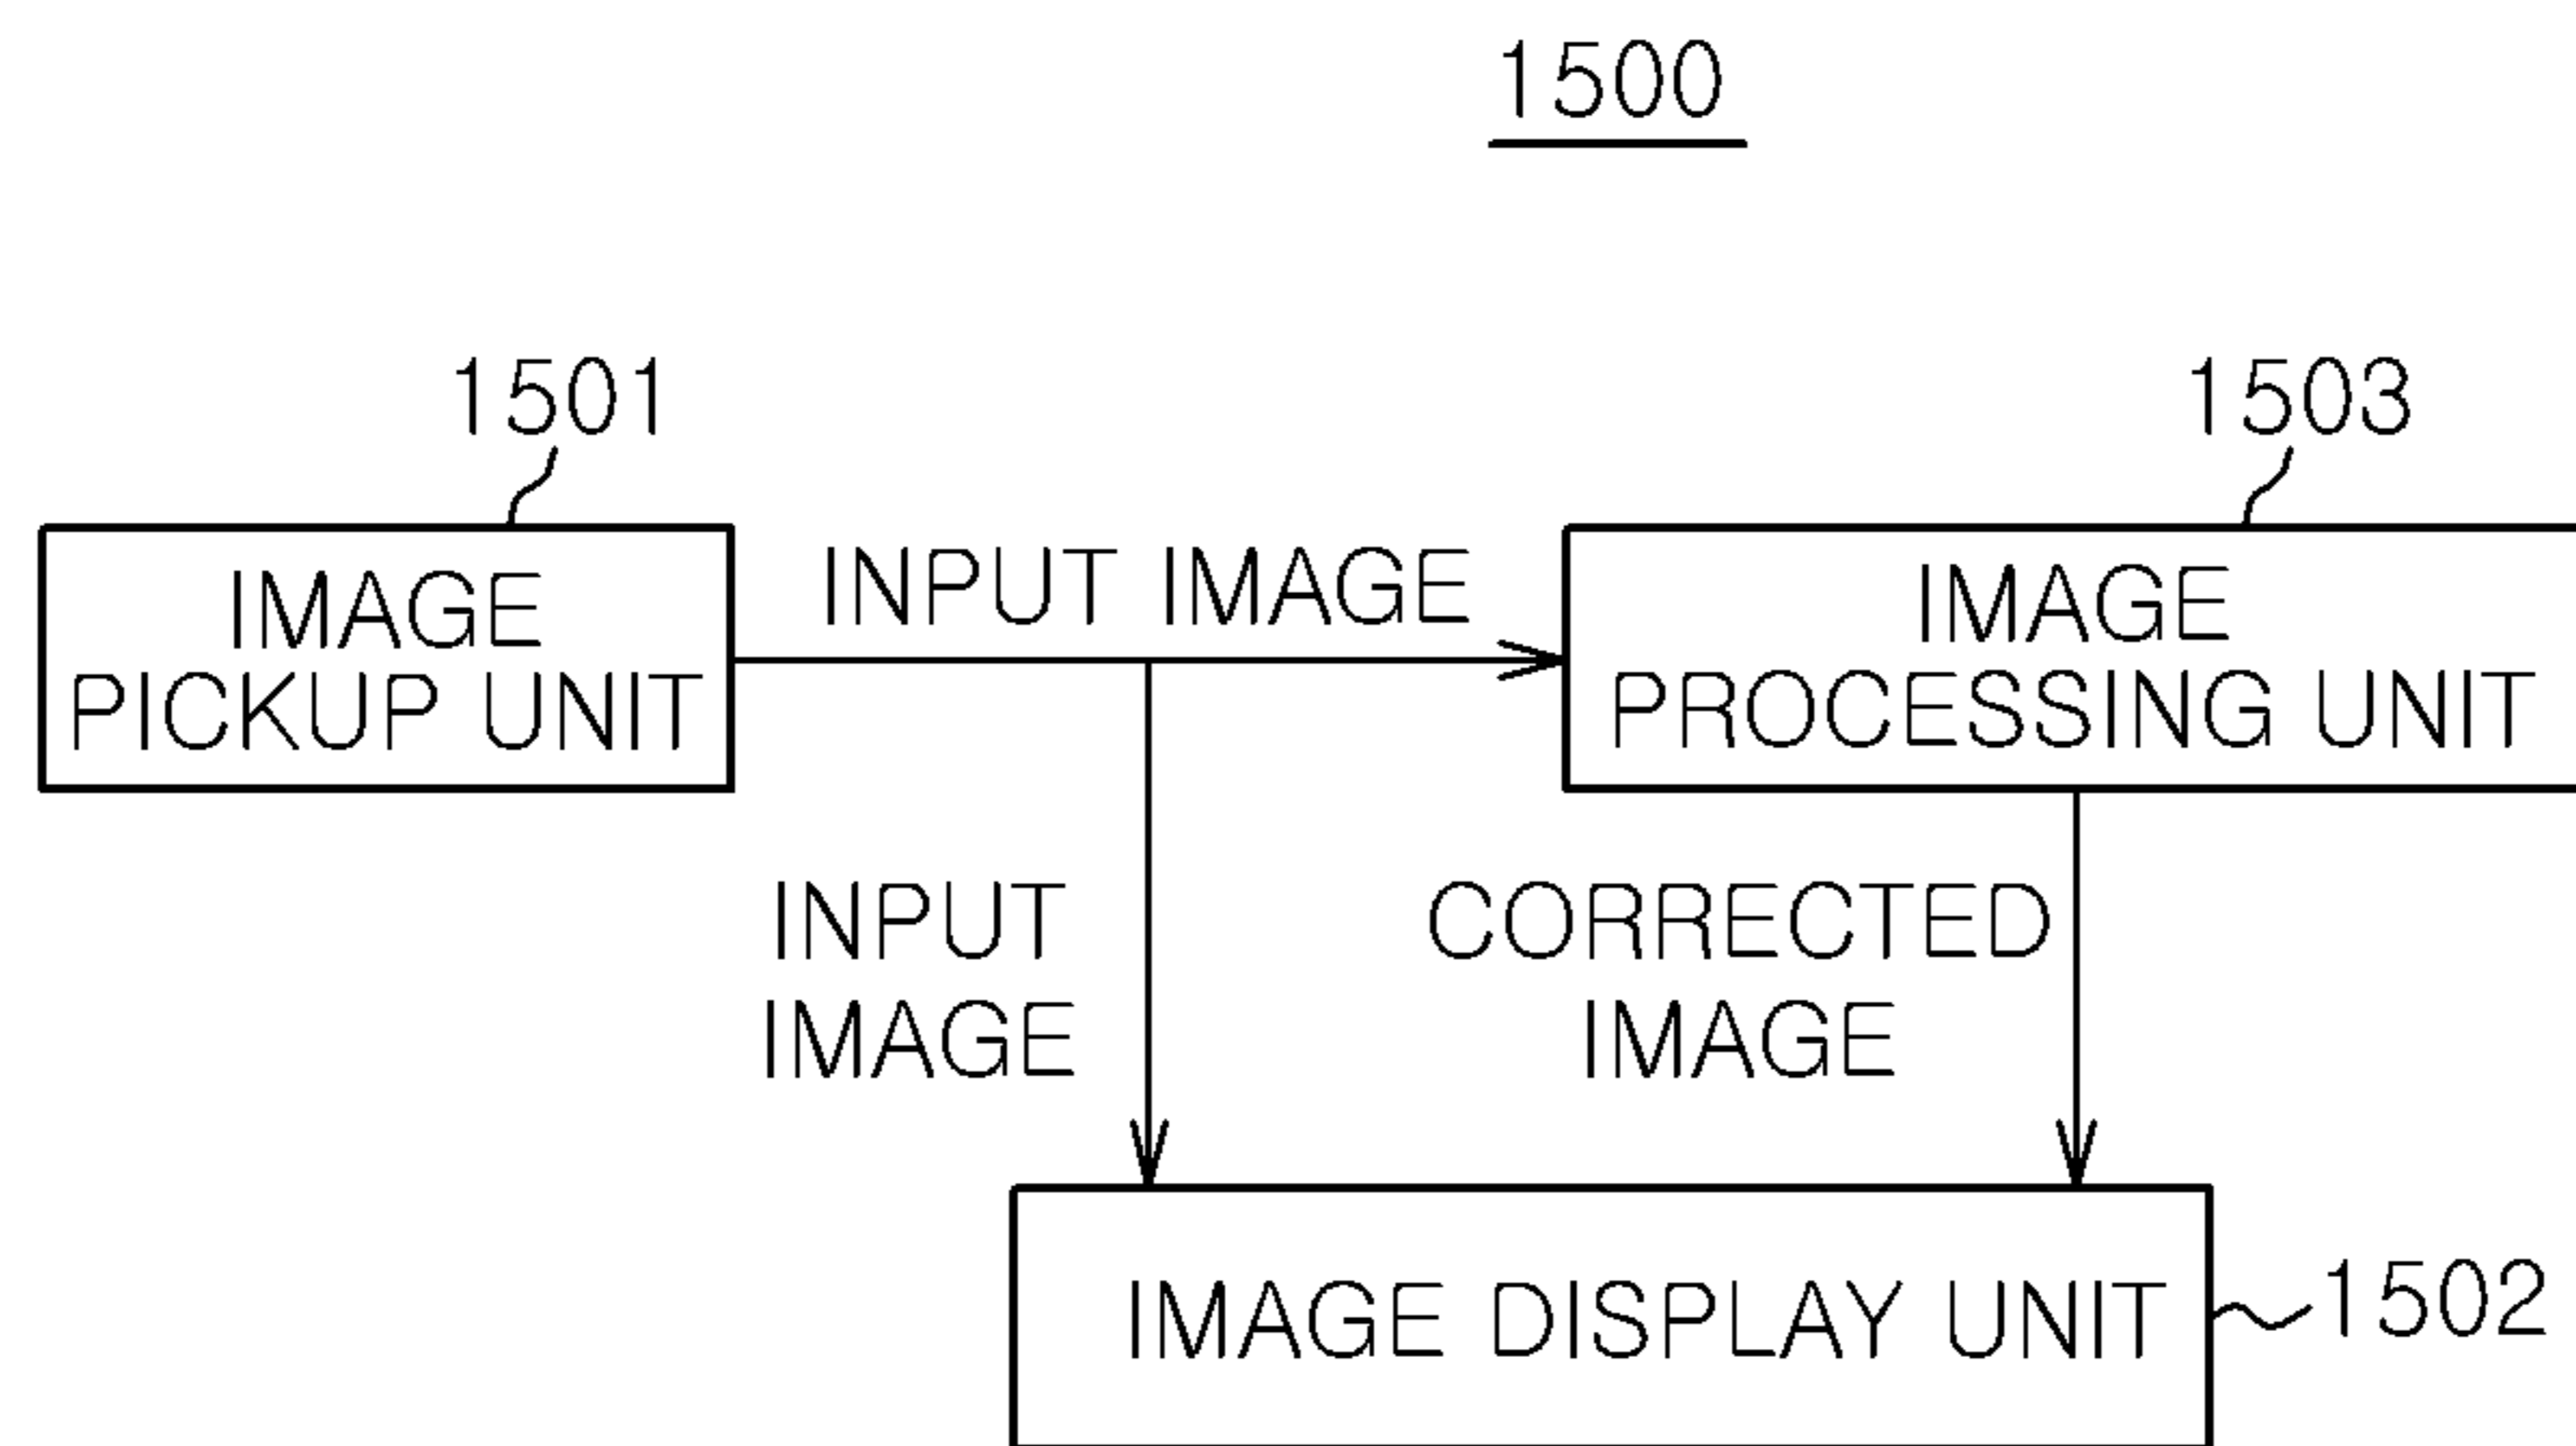 1500
1501
1503
IMAGE
PICKUP UNIT
INPUT IMAGE
IMAGE
PROCESSING UNIT
INPUT
IMAGE
CORRECTED
IMAGE
IMAGE DISPLAY UNIT
1502